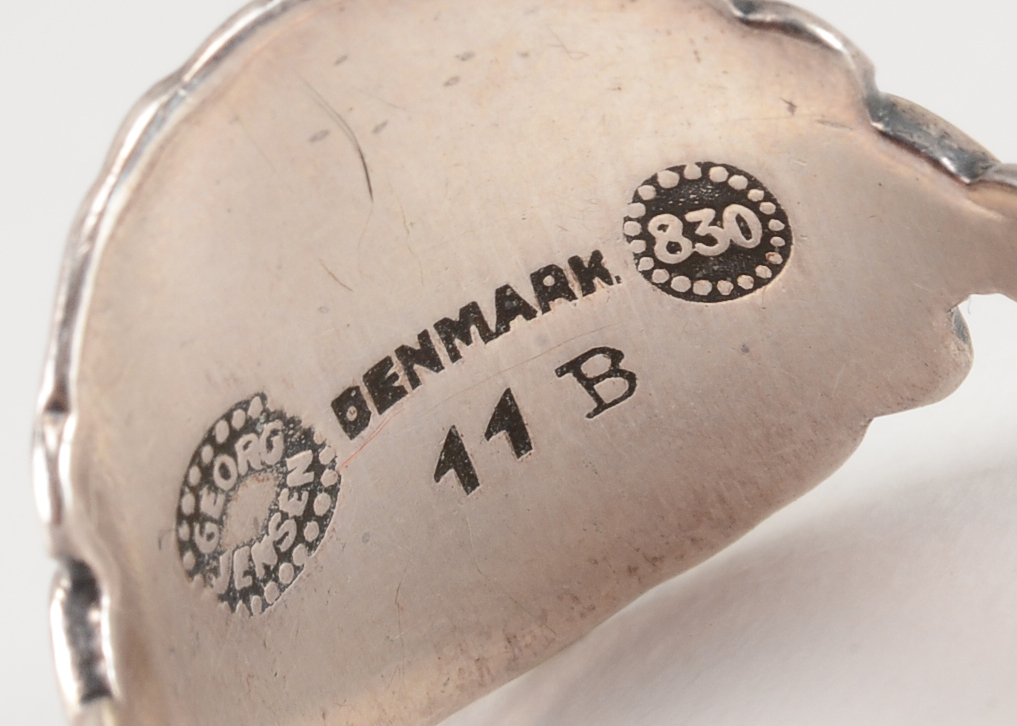 GEORG
JENSEN
DENMARK.
830
11 B